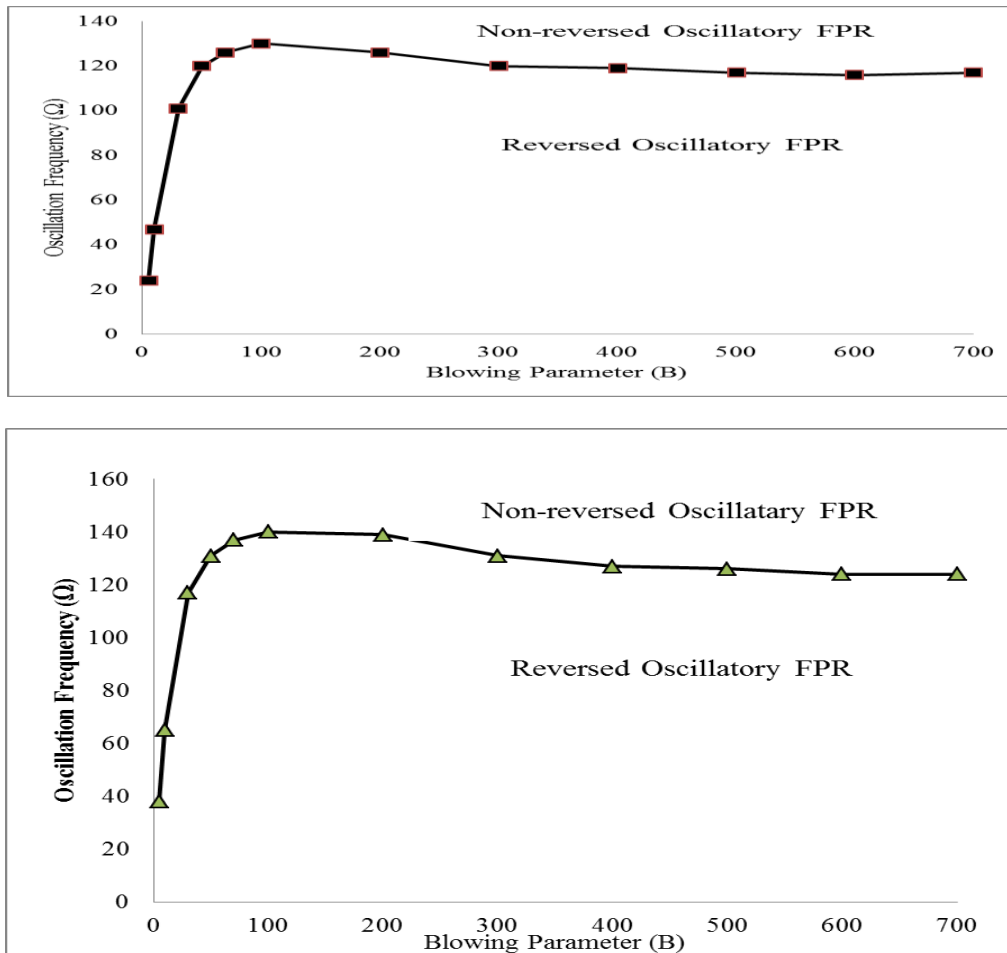 140
Non-reversed Oscillatory FPR
120
100
Reversed Oscillatory FPR
80
60
40
20
0
Oscillation Frequency (Ω)
0 100 200 300 400 500 600 700
Blowing Parameter (B)
160
Non-reversed Oscillatary FPR
140
120
100
Reversed Oscillatory FPR
80
60
40
20
0
Oscillation Frequency (Ω)
0 100 200 300 400 500 600 700
Blowing Parameter (B)